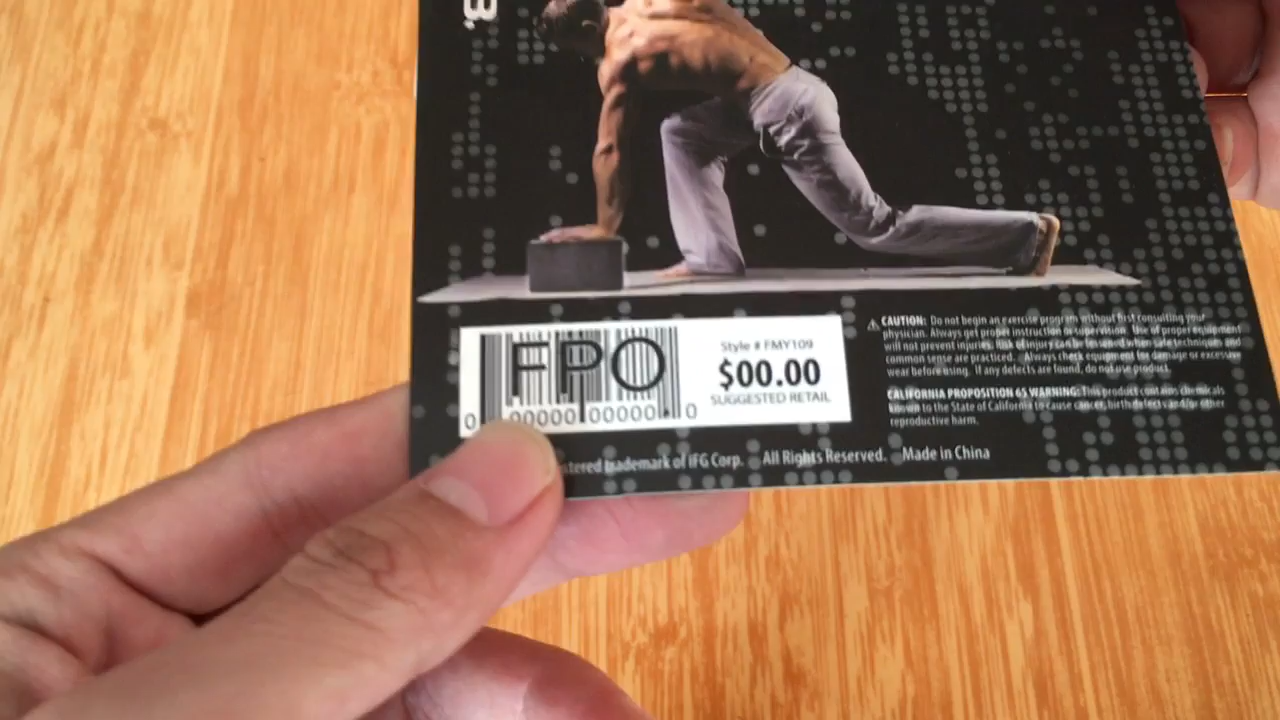 3.
FPO
0 00000 00000 0
Style # FMY109
$00.00
SUGGESTED RETAIL
CAUTION: Do not begin an exercise program without first consulting your
physician. Always get proper instruction or supervision. Use of proper equipment
will not prevent injuries. Risk of injury can be lessened when safe techniques and
common sense are practiced. Always check equipment for damage or excessive
wear before using. If any defects are found, do not use product.
CALIFORNIA PROPOSITION 65 WARNING: This product contains chemicals
known to the State of California to cause cancer, birth defects and/or other
reproductive harm.
trademark of IFG Corp. All Rights Reserved. Made in China